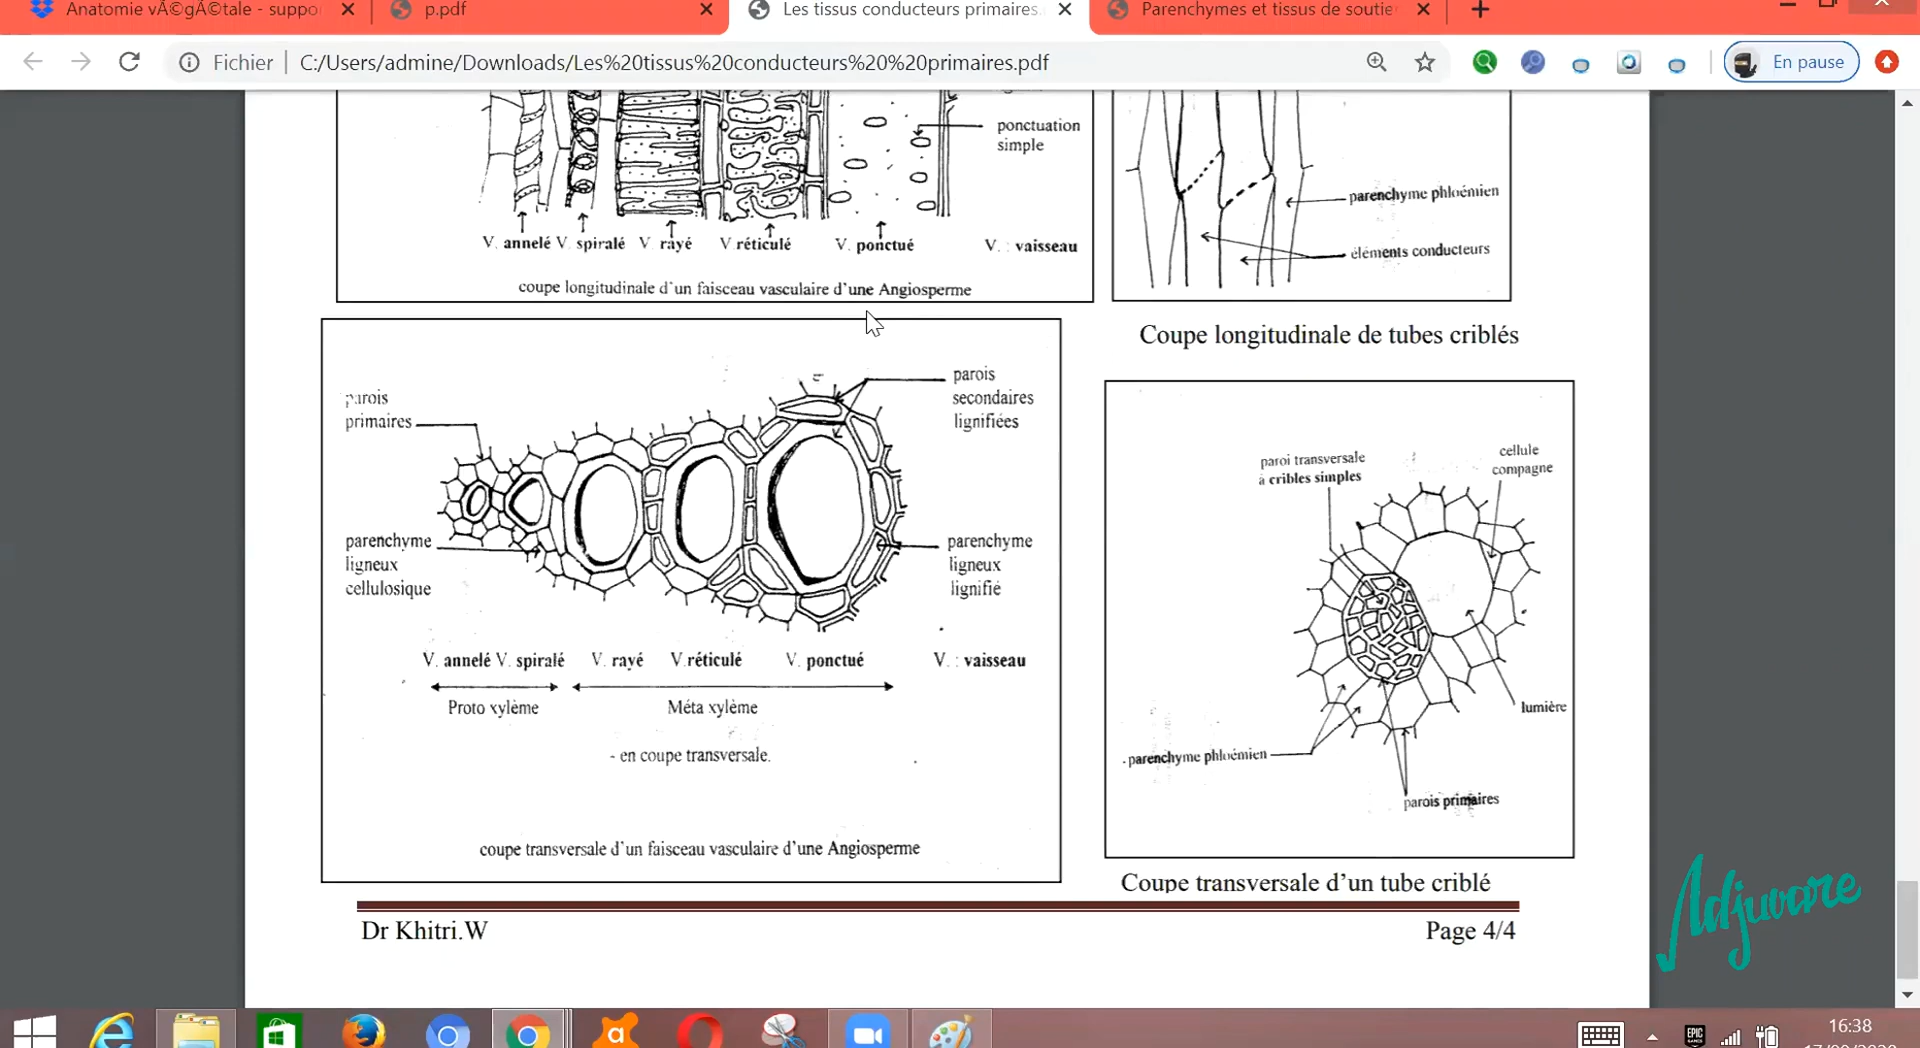 Anatomie vÃ©gÃ©tale - suppo
p.pdf
Les tissus conducteurs primaires.
Parenchymes et tissus de soutie
Fichier
C:/Users/admine/Downloads/Les%20tissus%20conducteurs%20%20primaires.pdf
En pause
ponctuation
simple
V. annelé V. spiralé V. rayé V réticulé V. ponctué V. : vaisseau
coupe longitudinale d'un faisceau vasculaire d'une Angiosperme
parenchyme phloémien
éléments conducteurs
Coupe longitudinale de tubes criblés
parois
primaires
parois
secondaires
lignifiées
parenchyme
ligneux
cellulosique
parenchyme
ligneux
lignifié
V. annelé V. spiralé V. rayé V.réticulé V. ponctué V. : vaisseau
Proto xylème
Méta xylème
- en coupe transversale.
coupe transversale d'un faisceau vasculaire d'une Angiosperme
paroi transversale
à cribles simples
cellule
compagne
lumière
parenchyme phloémien
parois primaires
Coupe transversale d'un tube criblé
Dr Khitri.W
Page 4/4
Adjuvare
EPIC
16:38